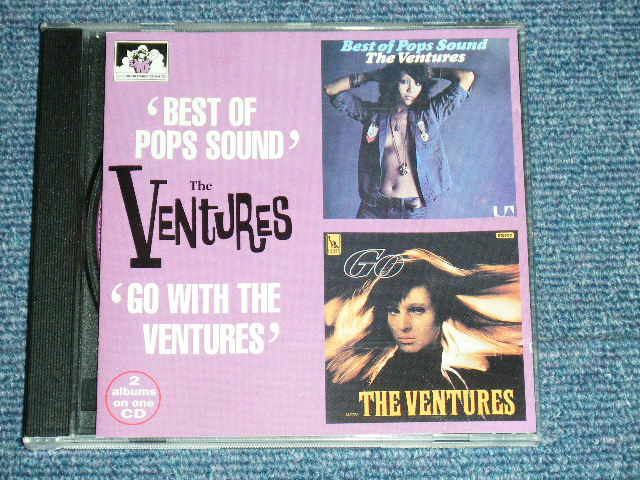 ‘BEST OF
POPS SOUND’
The
VENTURES
‘GO WITH THE
VENTURES’
2
albums
on one
CD
Best of Pops Sound
The Ventures
UA
stereo
GO
THE VENTURES